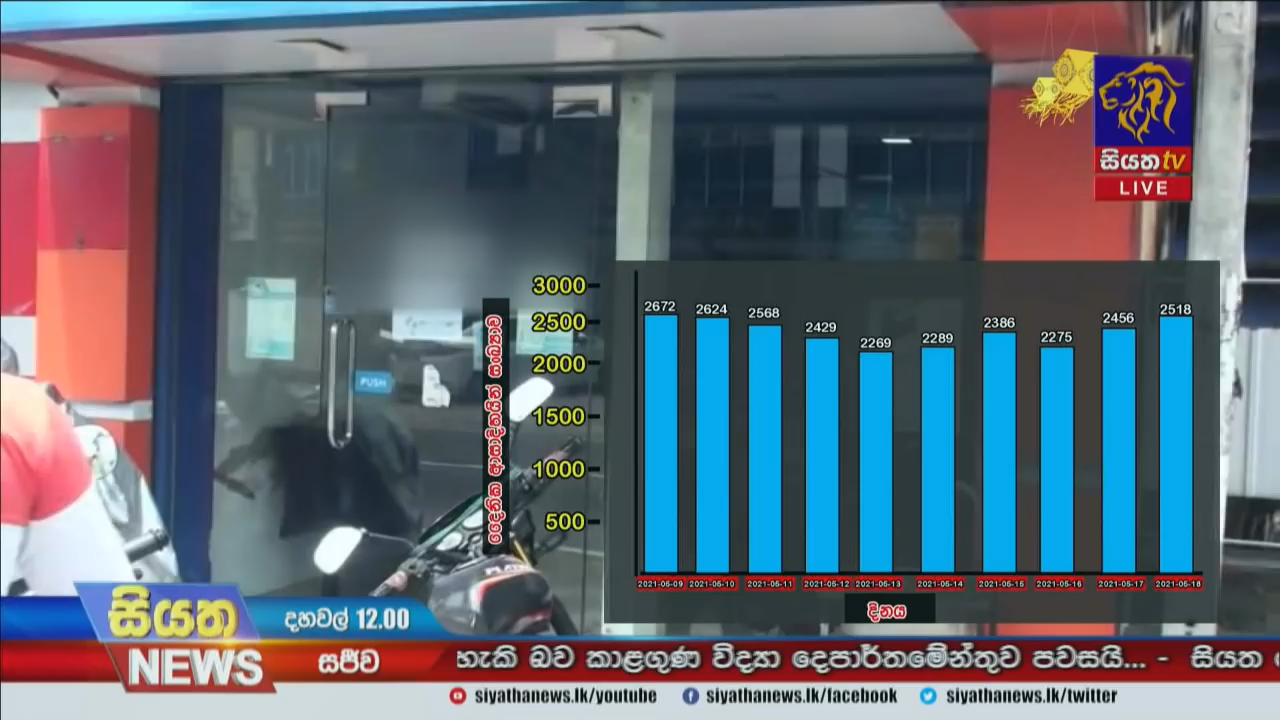 සියත tv
LIVE
PUSH
දෛනික ආසාදිතයින් සංඛ්‍යාව
3000
2500
2000
1500
1000
500
2672 2624 2568 2429 2269 2289 2386 2275 2456 2518
2021-05-09 2021-05-10 2021-05-11 2021-05-12 2021-05-13 2021-05-14 2021-05-15 2021-05-16 2021-05-17 2021-05-18
දිනය
සියත NEWS
දහවල් 12.00
සජීව
හැකි බව කාළගුණ විද්‍යා දෙපාර්තමේන්තුව පවසයි... - සියත
siyathanews.lk/youtube siyathanews.lk/facebook siyathanews.lk/twitter